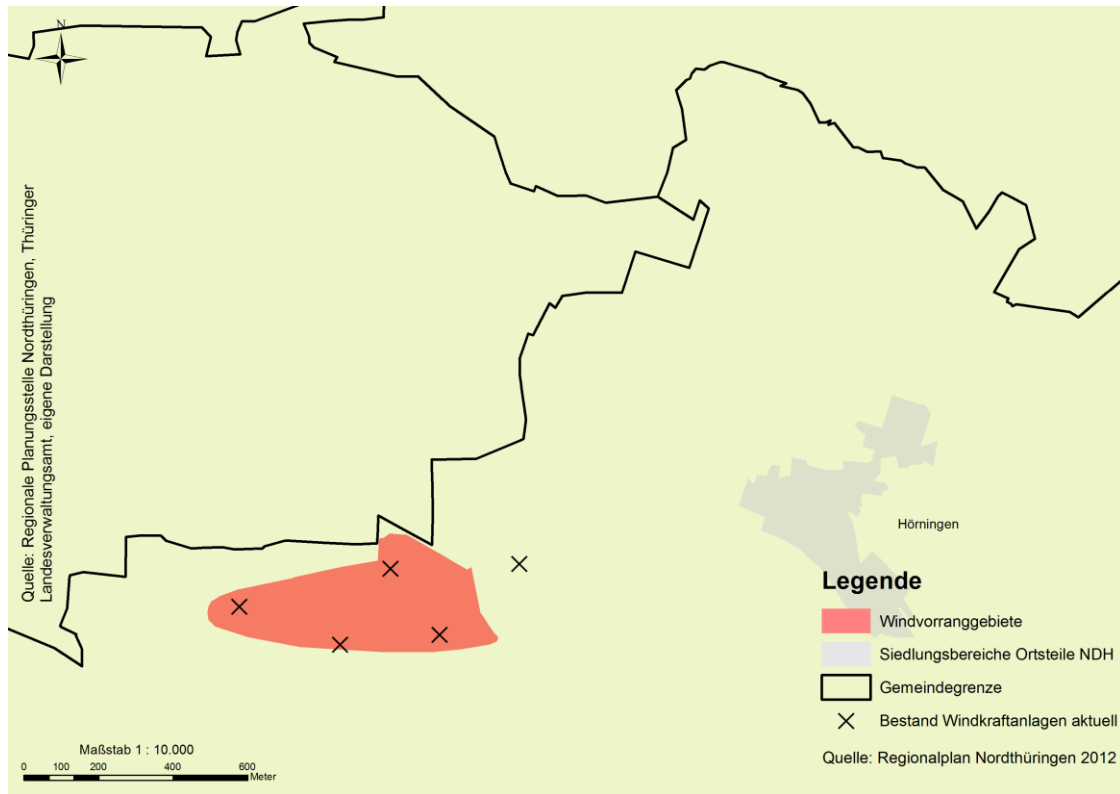 N
Quelle: Regionale Planungsstelle Nordthüringen, Thüringer
Landesverwaltungsamt, eigene Darstellung
Hörningen
Legende
Windvorranggebiete
Siedlungsbereiche Ortsteile NDH
Gemeindegrenze
Bestand Windkraftanlagen aktuell
Quelle: Regionalplan Nordthüringen 2012
Maßstab 1 : 10.000
0 100 200 400 600
Meter